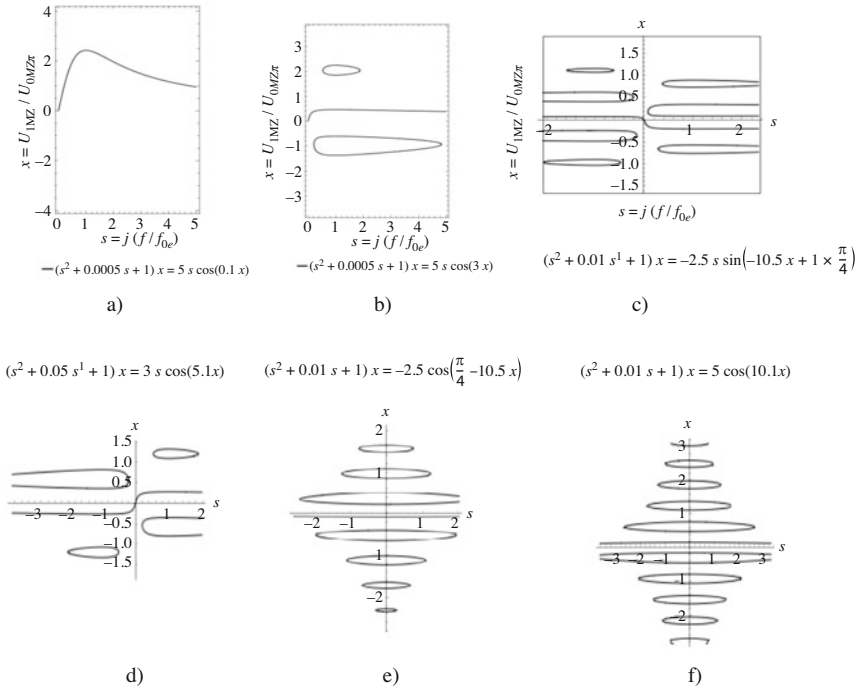 4
2
0
−2
−4
x = U1MZ / U0MZπ
0 1 2 3 4 5
s = j (f / f0e)
(s² + 0.0005 s + 1) x = 5 s cos(0.1 x)
a)
3
2
1
0
−1
−2
−3
x = U1MZ / U0MZπ
0 1 2 3 4 5
s = j (f / f0e)
(s² + 0.0005 s + 1) x = 5 s cos(3 x)
b)
x
1.5
1.0
0.5
−2 1 2 s
−0.5
−1.0
−1.5
x = U1MZ / U0MZπ
s = j (f / f0e)
(s² + 0.01 s¹ + 1) x = −2.5 s sin(−10.5 x + 1 × π/4)
c)
(s² + 0.05 s¹ + 1) x = 3 s cos(5.1x)
x
1.5
1.0
0.5
−3 −2 −1 1 2 s
−0.5
−1.0
−1.5
d)
(s² + 0.01 s + 1) x = −2.5 cos(π/4 −10.5 x)
x
2
1
−2 −1 1 2 s
1
−2
e)
(s² + 0.01 s + 1) x = 5 cos(10.1x)
x
3
2
1
−3 −2 −1 1 2 3 s
-1
−2
f)